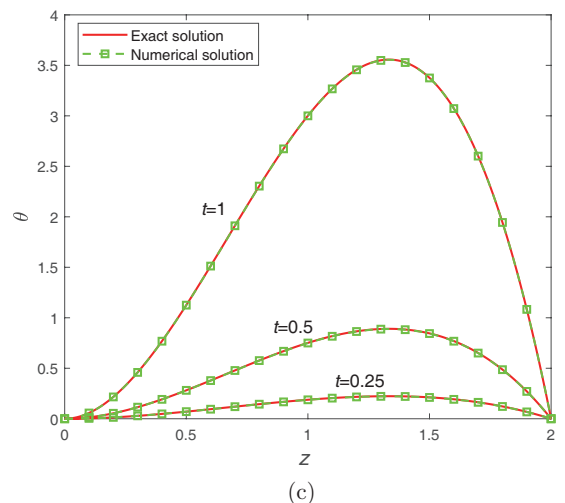 4
Exact solution
Numerical solution
3.5
3
2.5
t=1
2
θ
1.5
1
t=0.5
0.5
t=0.25
0
0 0.5 1 1.5 2
z
(c)